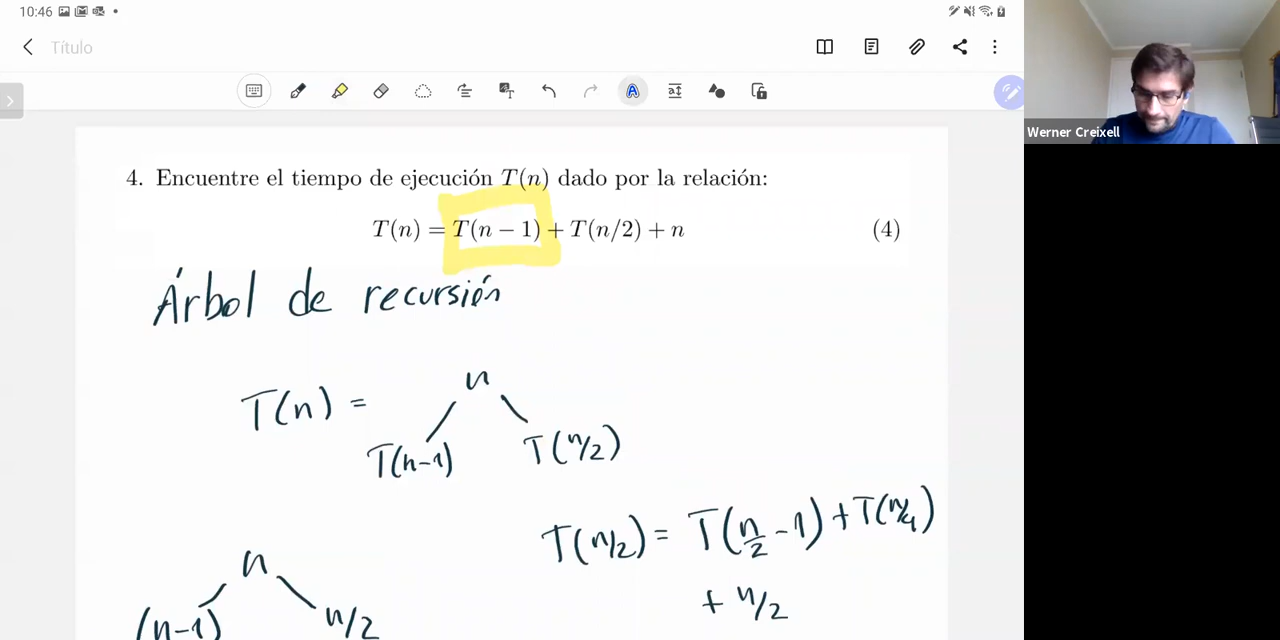 10:46
Título
Werner Creixell
4. Encuentre el tiempo de ejecución T(n) dado por la relación:
T(n) = T(n − 1) + T(n/2) + n (4)
Árbol de recursión
n
T(n) =
T(n-1) T(n/2)
T(n/2) = T(n/2 - 1) + T(n/4)
+ n/2
n
(n-1) n/2